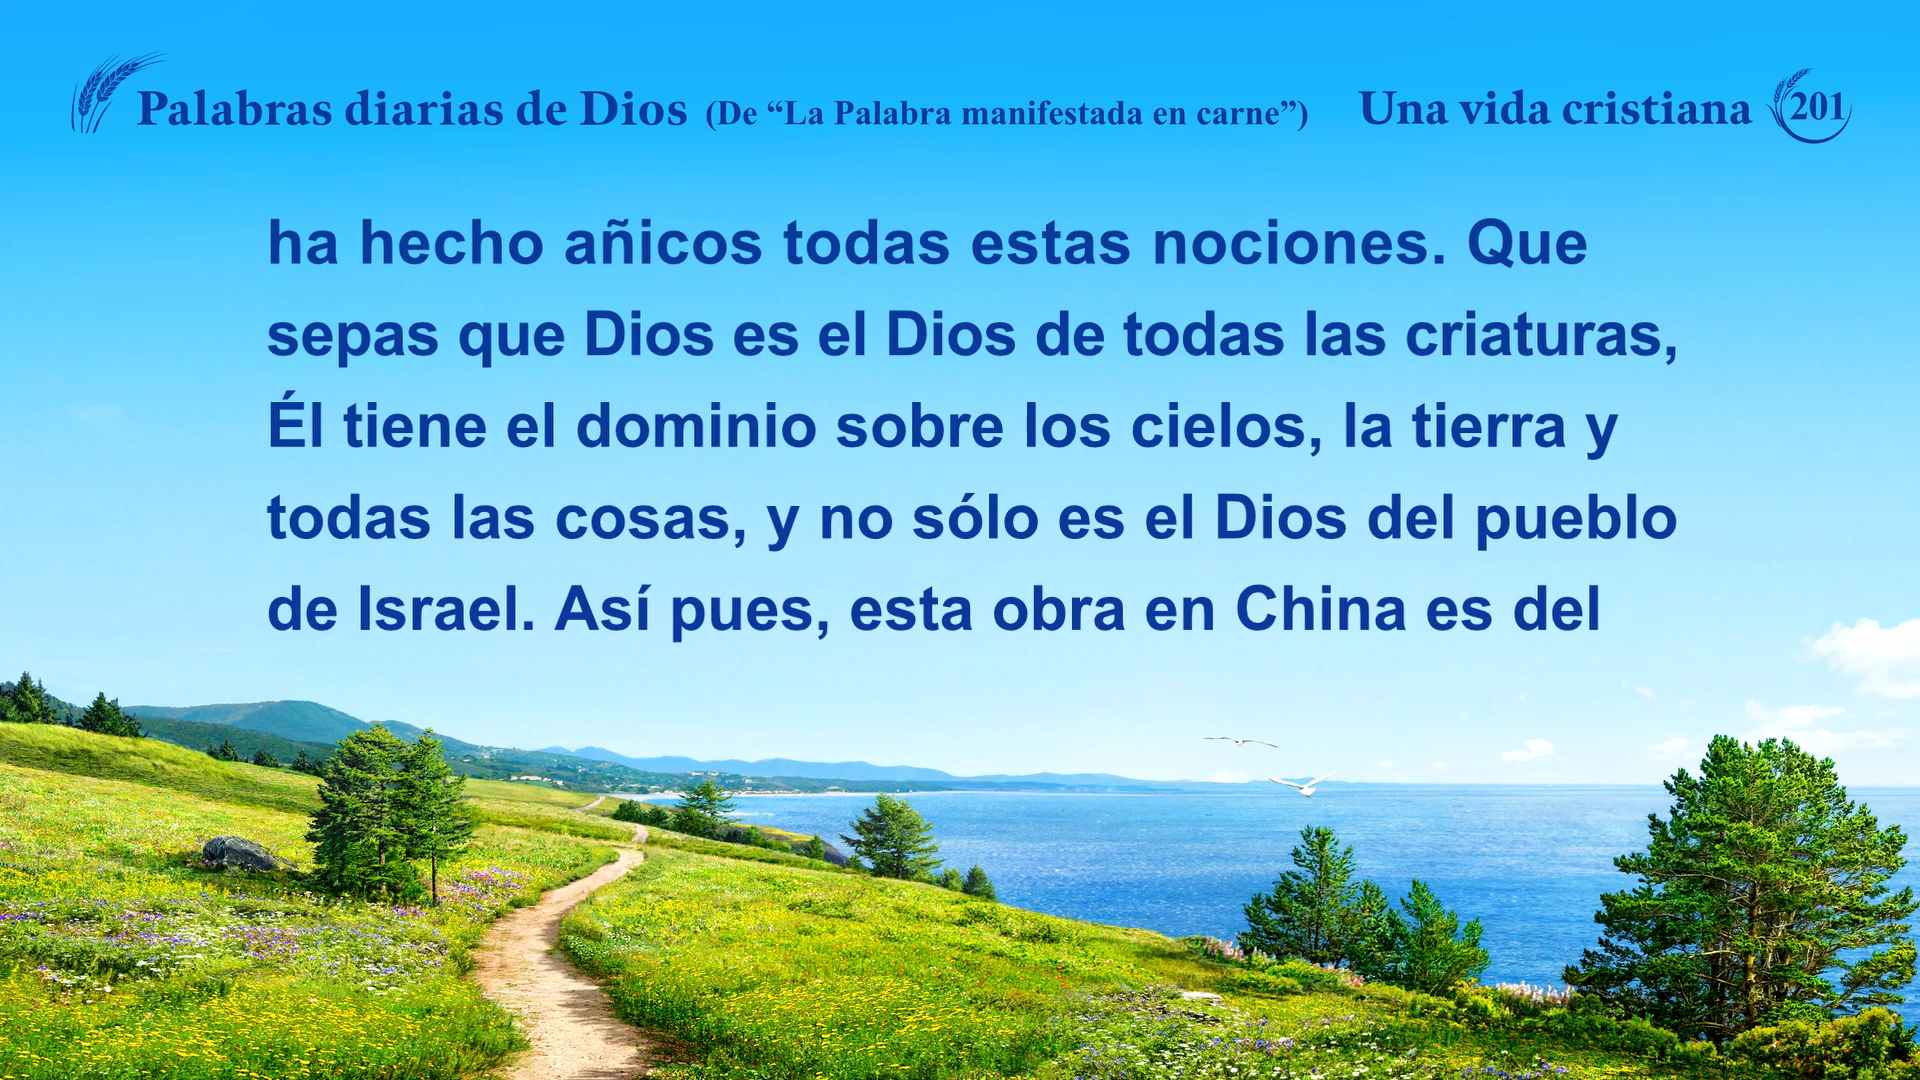 Palabras diarias de Dios (De “La Palabra manifestada en carne”) Una vida cristiana 201
ha hecho añicos todas estas nociones. Que
sepas que Dios es el Dios de todas las criaturas,
Él tiene el dominio sobre los cielos, la tierra y
todas las cosas, y no sólo es el Dios del pueblo
de Israel. Así pues, esta obra en China es del